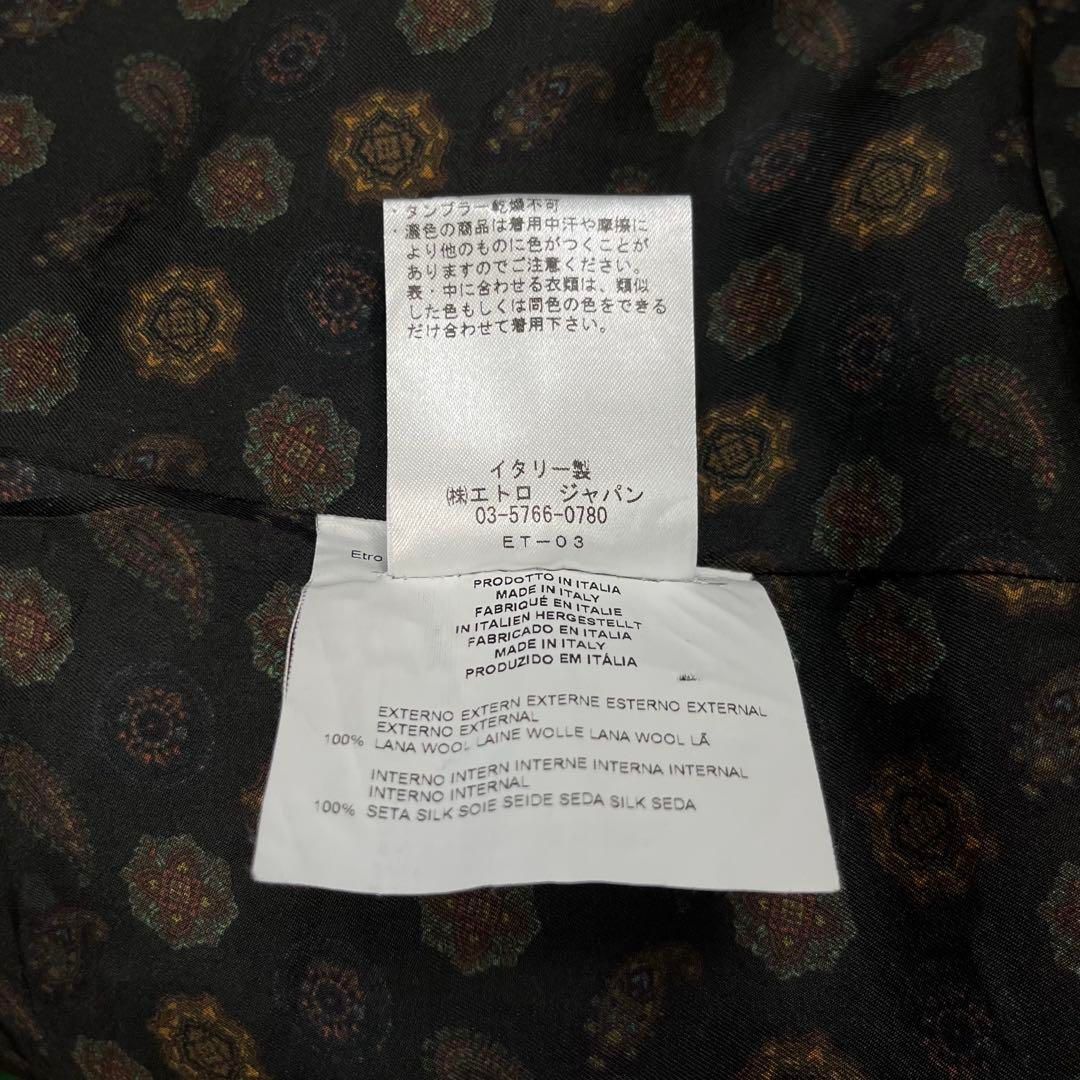 ・タンブラー乾燥不可
・濃色の商品は着用中汗や摩擦に
より他のものに色がつくことが
ありますのでご注意ください。
表・中に合わせる衣類は、類似
した色もしくは同色の色をできる
だけ合わせて着用下さい。
イタリー製
㈱エトロ ジャパン
03-5766-0780
ET-03
Etro
PRODOTTO IN ITALIA
MADE IN ITALY
FABRIQUÉ EN ITALIE
IN ITALIEN HERGESTELLT
FABRICADO EN ITALIA
MADE IN ITALY
PRODUZIDO EM ITÁLIA
EXTERNO EXTERN EXTERNE ESTERNO EXTERNAL
EXTERNO EXTERNAL
100% LANA WOOL LAINE WOLLE LANA WOOL LÃ
INTERNO INTERN INTERNE INTERNA INTERNAL
INTERNO INTERNAL
100% SETA SILK SOIE SEIDE SEDA SILK SEDA